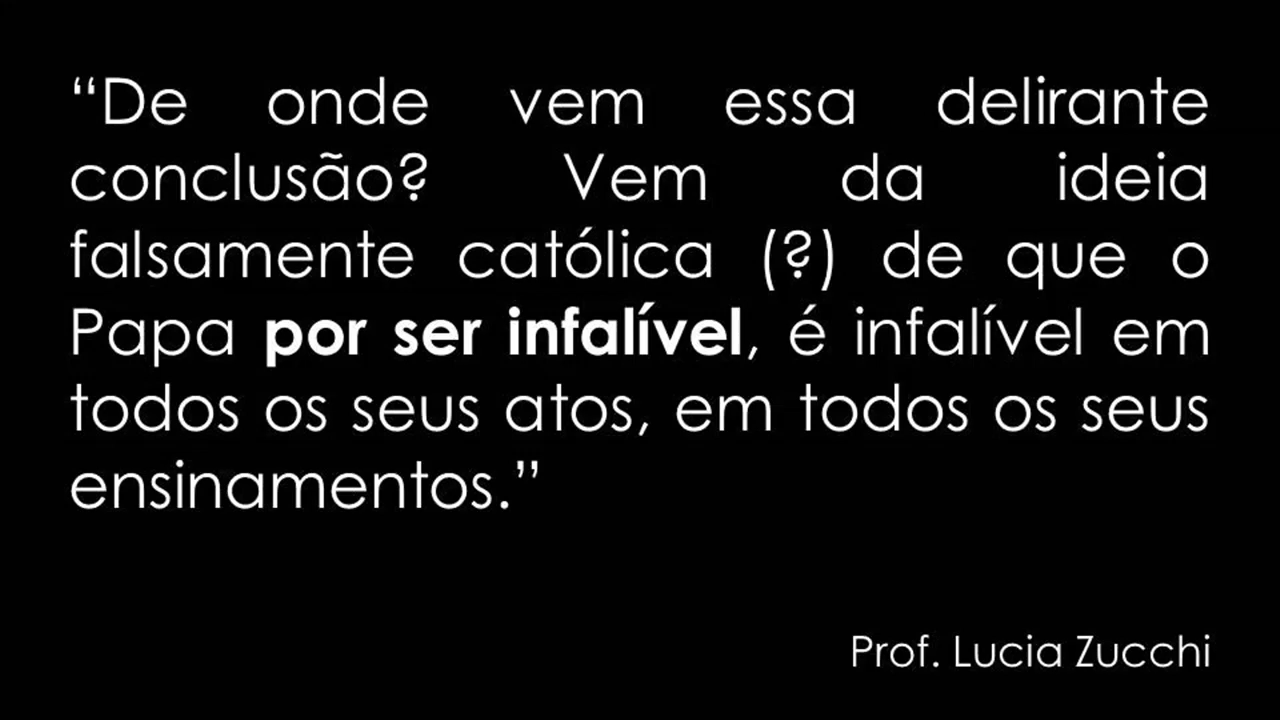 “De onde vem essa delirante
conclusão? Vem da ideia
falsamente católica (?) de que o
Papa por ser infalível, é infalível em
todos os seus atos, em todos os seus
ensinamentos.”
Prof. Lucia Zucchi